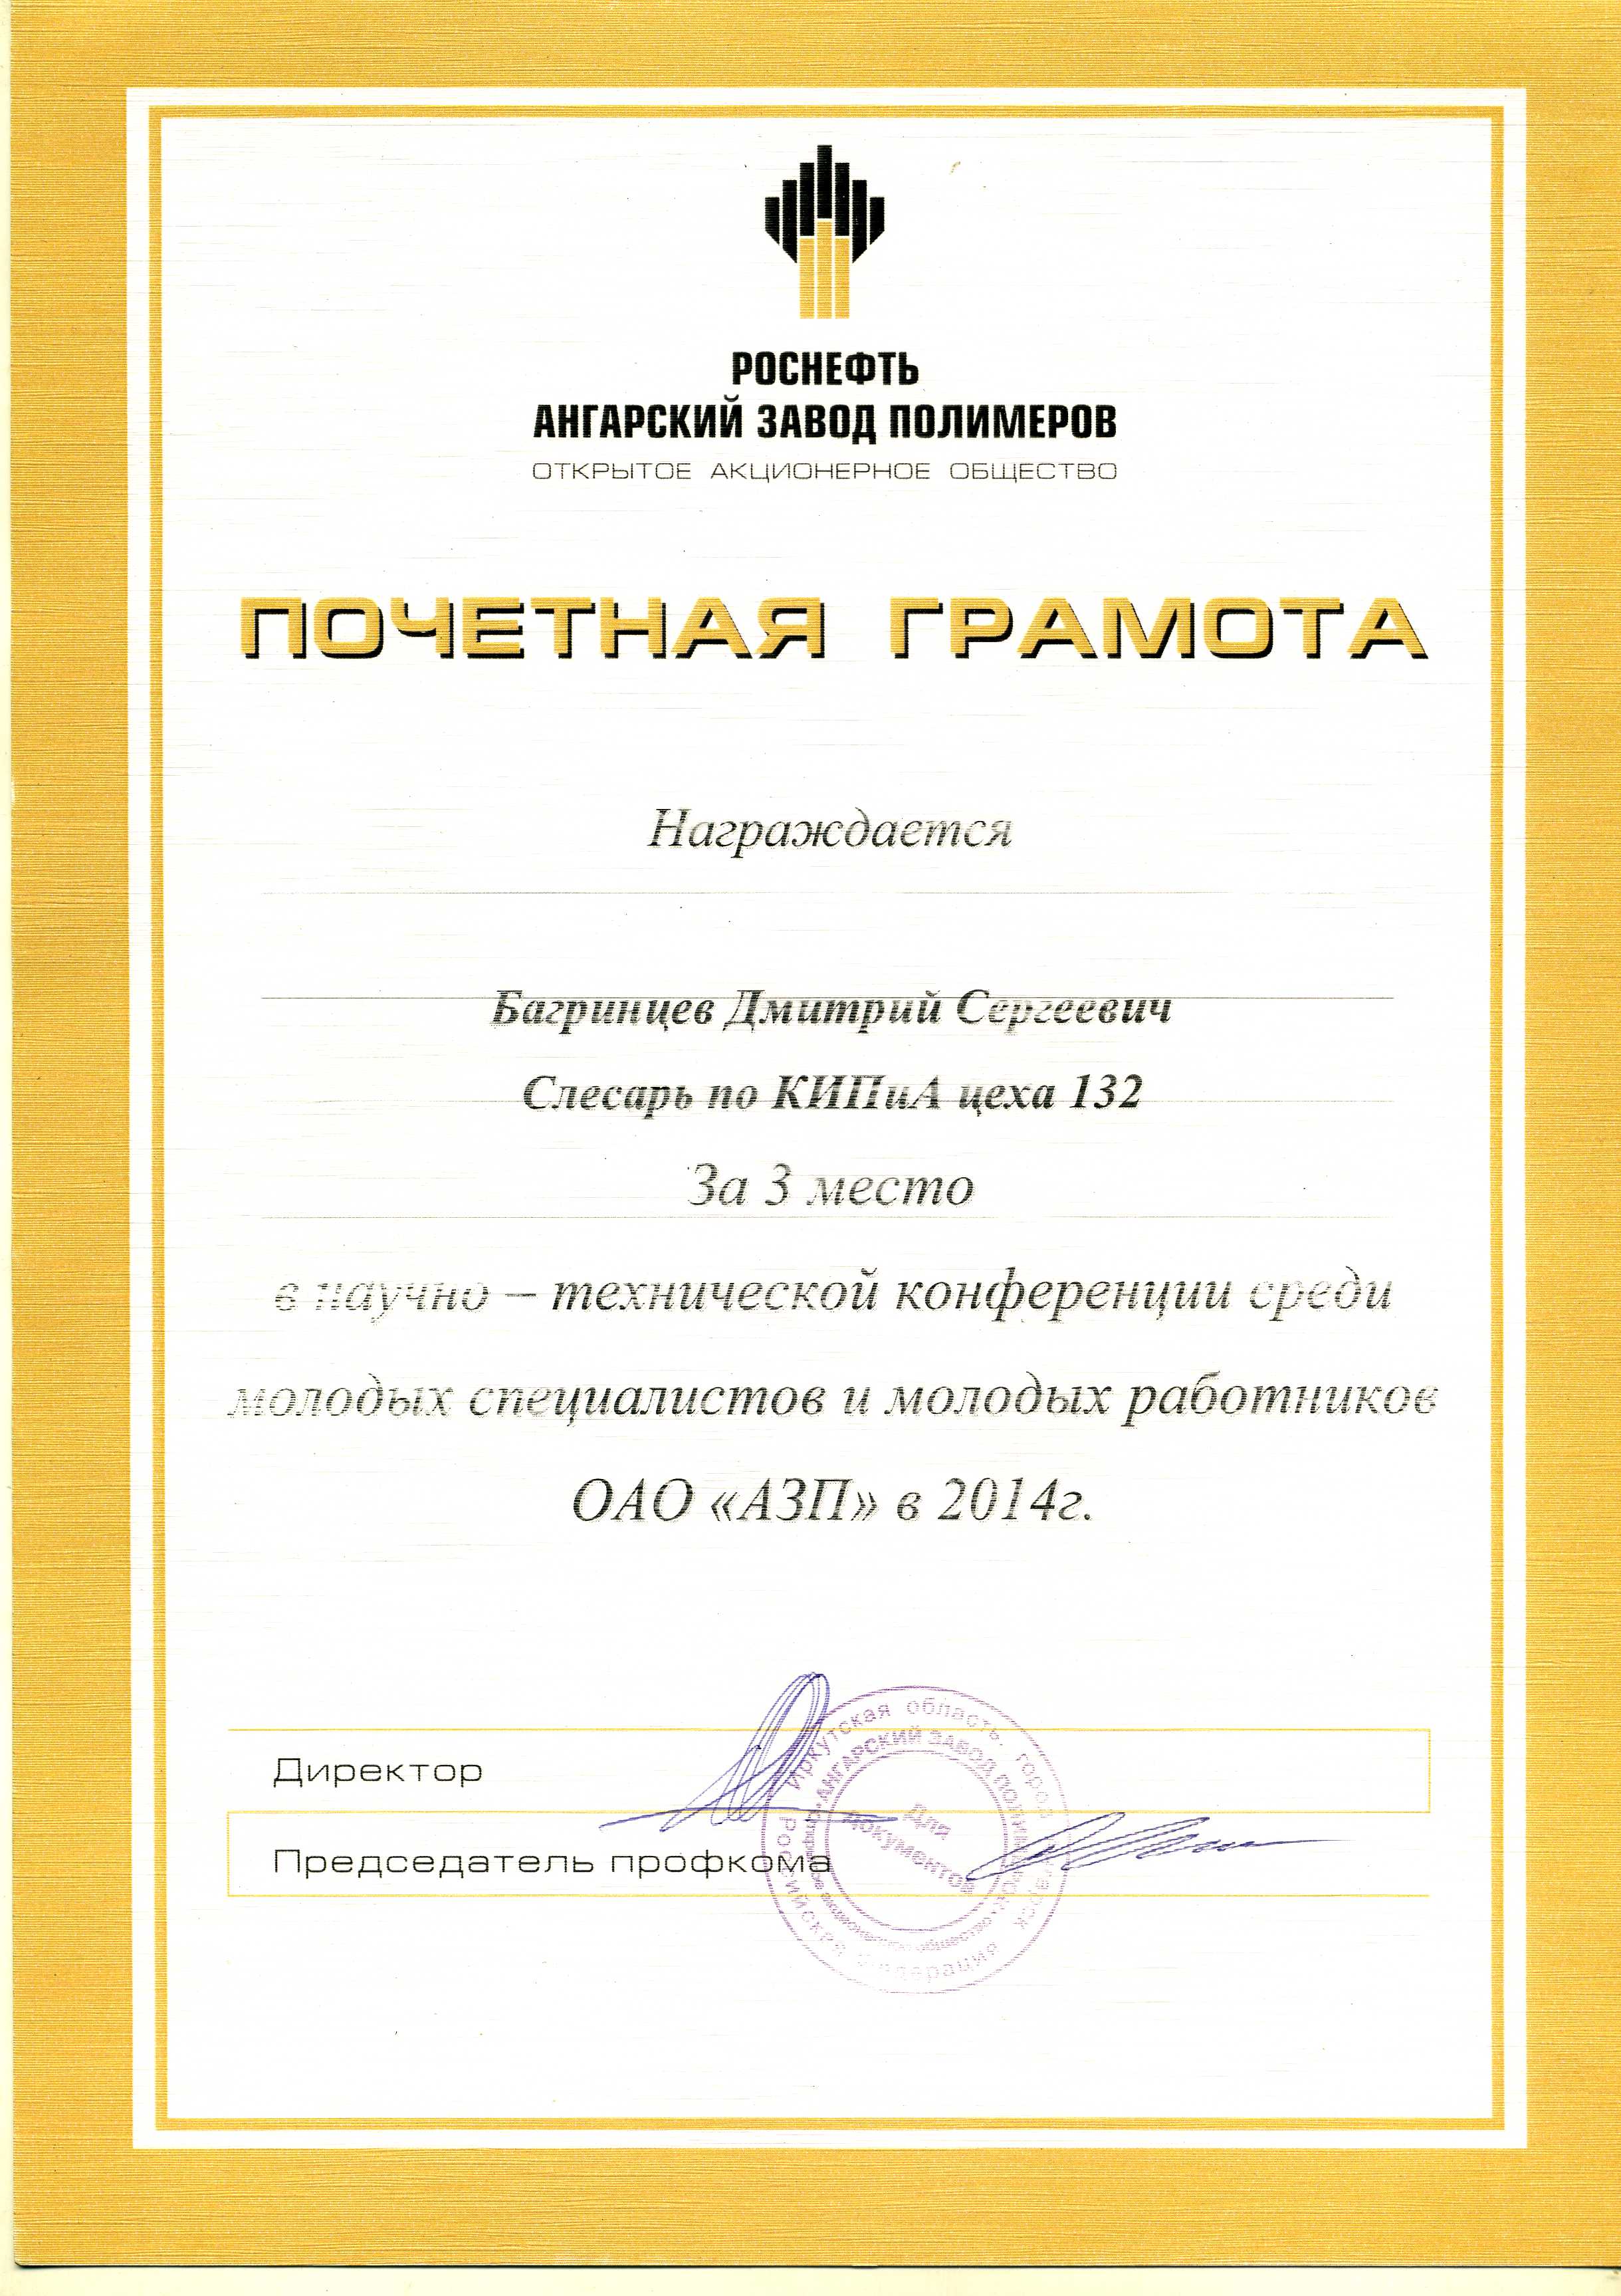 РОСНЕФТЬ
АНГАРСКИЙ ЗАВОД ПОЛИМЕРОВ
ОТКРЫТОЕ АКЦИОНЕРНОЕ ОБЩЕСТВО
ПОЧЕТНАЯ ГРАМОТА
Награждается
Багринцев Дмитрий Сергеевич
Слесарь по КИПиА цеха 132
За 3 место
в научно – технической конференции среди
молодых специалистов и молодых работников
ОАО «АЗП» в 2014г.
Директор
Председатель профкома
Российская Федерация Иркутская область, город
АНГАРСКИЙ ЗАВОД ПОЛИМЕРОВ
Для
документов